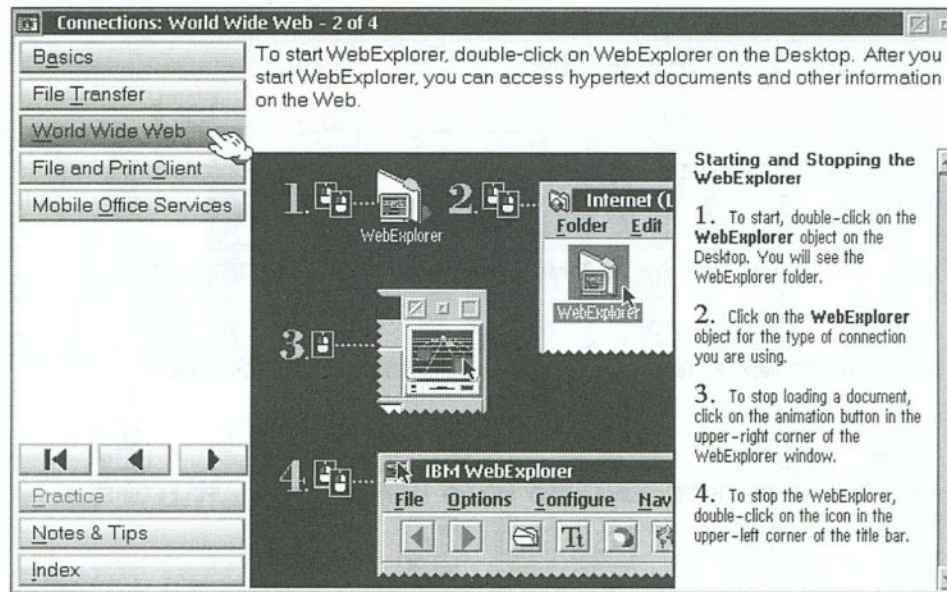 Connections: World Wide Web - 2 of 4
Basics
File Transfer
World Wide Web
File and Print Client
Mobile Office Services
Practice
Notes & Tips
Index
To start WebExplorer, double-click on WebExplorer on the Desktop. After you
start WebExplorer, you can access hypertext documents and other information
on the Web.
1.
WebExplorer
2.
Internet (L
Folder Edit
WebExplorer
3.
4.
IBM WebExplorer
File Options Configure Nav
Tt
Starting and Stopping the
WebExplorer
1. To start, double-click on the
WebExplorer object on the
Desktop. You will see the
WebExplorer folder.
2. Click on the WebExplorer
object for the type of connection
you are using.
3. To stop loading a document,
click on the animation button in the
upper-right corner of the
WebExplorer window.
4. To stop the WebExplorer,
double-click on the icon in the
upper-left corner of the title bar.